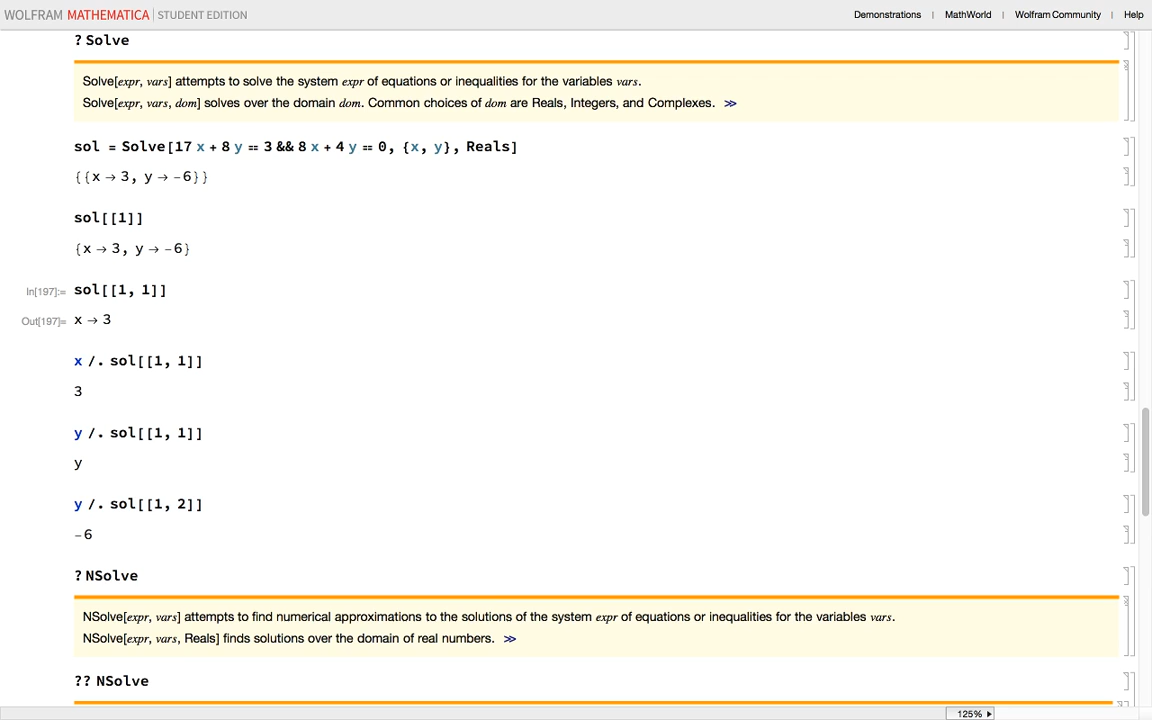 WOLFRAM MATHEMATICA | STUDENT EDITION
Demonstrations | MathWorld | Wolfram Community | Help
? Solve
Solve[expr, vars] attempts to solve the system expr of equations or inequalities for the variables vars.
Solve[expr, vars, dom] solves over the domain dom. Common choices of dom are Reals, Integers, and Complexes. ≫
sol = Solve[17 x + 8 y == 3 && 8 x + 4 y == 0, {x, y}, Reals]
{{x → 3, y → -6}}
sol[[1]]
{x → 3, y → -6}
In[197]:= sol[[1, 1]]
Out[197]= x → 3
x /. sol[[1, 1]]
3
y /. sol[[1, 1]]
y
y /. sol[[1, 2]]
-6
? NSolve
NSolve[expr, vars] attempts to find numerical approximations to the solutions of the system expr of equations or inequalities for the variables vars.
NSolve[expr, vars, Reals] finds solutions over the domain of real numbers. ≫
?? NSolve
125% ▶